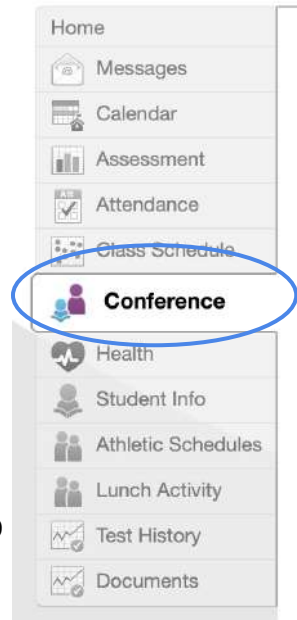 Home
Messages
Calendar
Assessment
Attendance
Class Schedule
Conference
Health
Student Info
Athletic Schedules
Lunch Activity
Test History
Documents